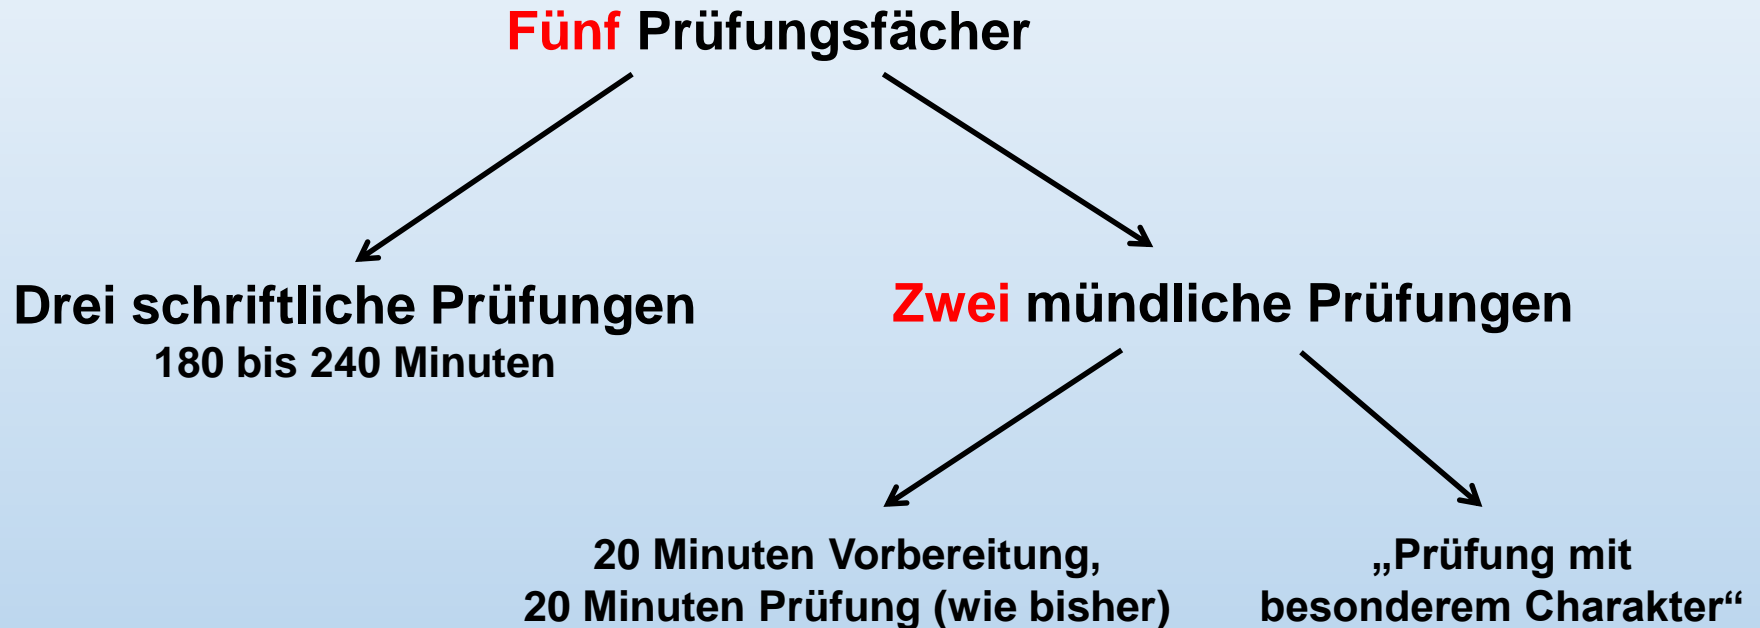 Fünf Prüfungsfächer
Drei schriftliche Prüfungen
180 bis 240 Minuten
Zwei mündliche Prüfungen
20 Minuten Vorbereitung,
20 Minuten Prüfung (wie bisher)
„Prüfung mit
besonderem Charakter“